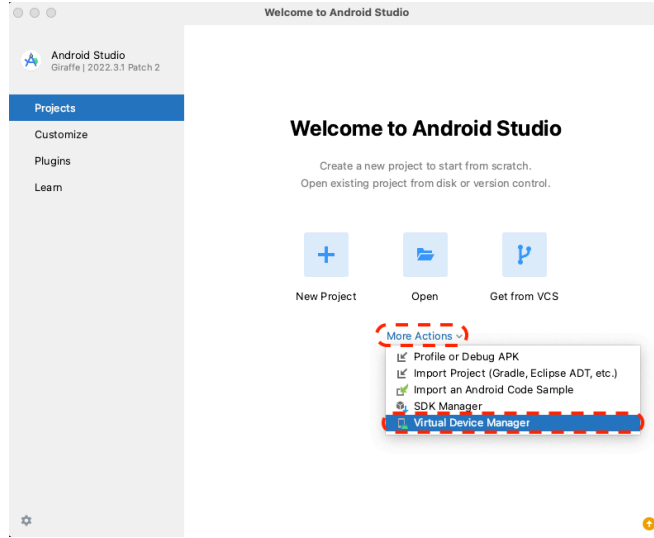 Welcome to Android Studio
Android Studio
Giraffe | 2022.3.1 Patch 2
Projects
Customize
Plugins
Learn
Welcome to Android Studio
Create a new project to start from scratch.
Open existing project from disk or version control.
New Project
Open
Get from VCS
More Actions
Profile or Debug APK
Import Project (Gradle, Eclipse ADT, etc.)
Import an Android Code Sample
SDK Manager
Virtual Device Manager